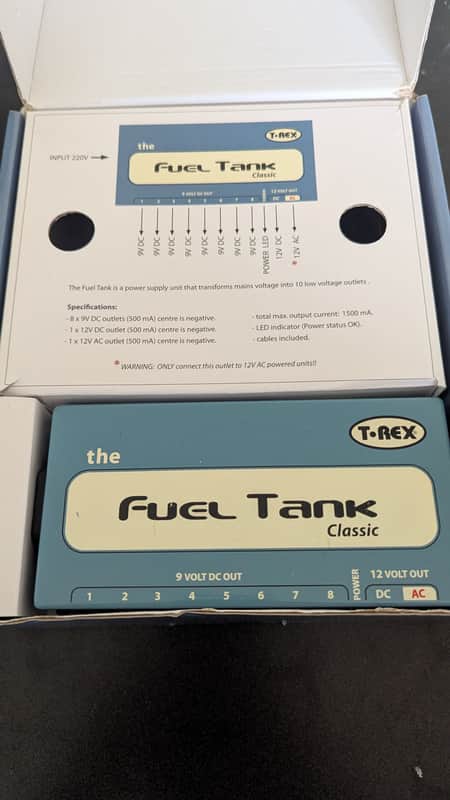 T-REX
the
INPUT 220V
FUEL TANK
Classic
9 VOLT DC OUT 12 VOLT OUT
1 2 3 4 5 6 7 8 DC AC
9V DC 9V DC 9V DC 9V DC 9V DC 9V DC 9V DC 9V DC POWER LED 12V DC * 12V AC
The Fuel Tank is a power supply unit that transforms mains voltage into 10 low voltage outlets .
Specifications:
- 8 x 9V DC outlets (500 mA) centre is negative.
- 1 x 12V DC outlet (500 mA) centre is negative.
- 1 x 12V AC outlet (500 mA) centre is negative.
- total max. output current: 1500 mA.
- LED indicator (Power status OK).
- cables included.
* WARNING: ONLY connect this outlet to 12V AC powered units!!
T-REX
the
FUEL TANK
Classic
9 VOLT DC OUT POWER 12 VOLT OUT
1 2 3 4 5 6 7 8 DC AC